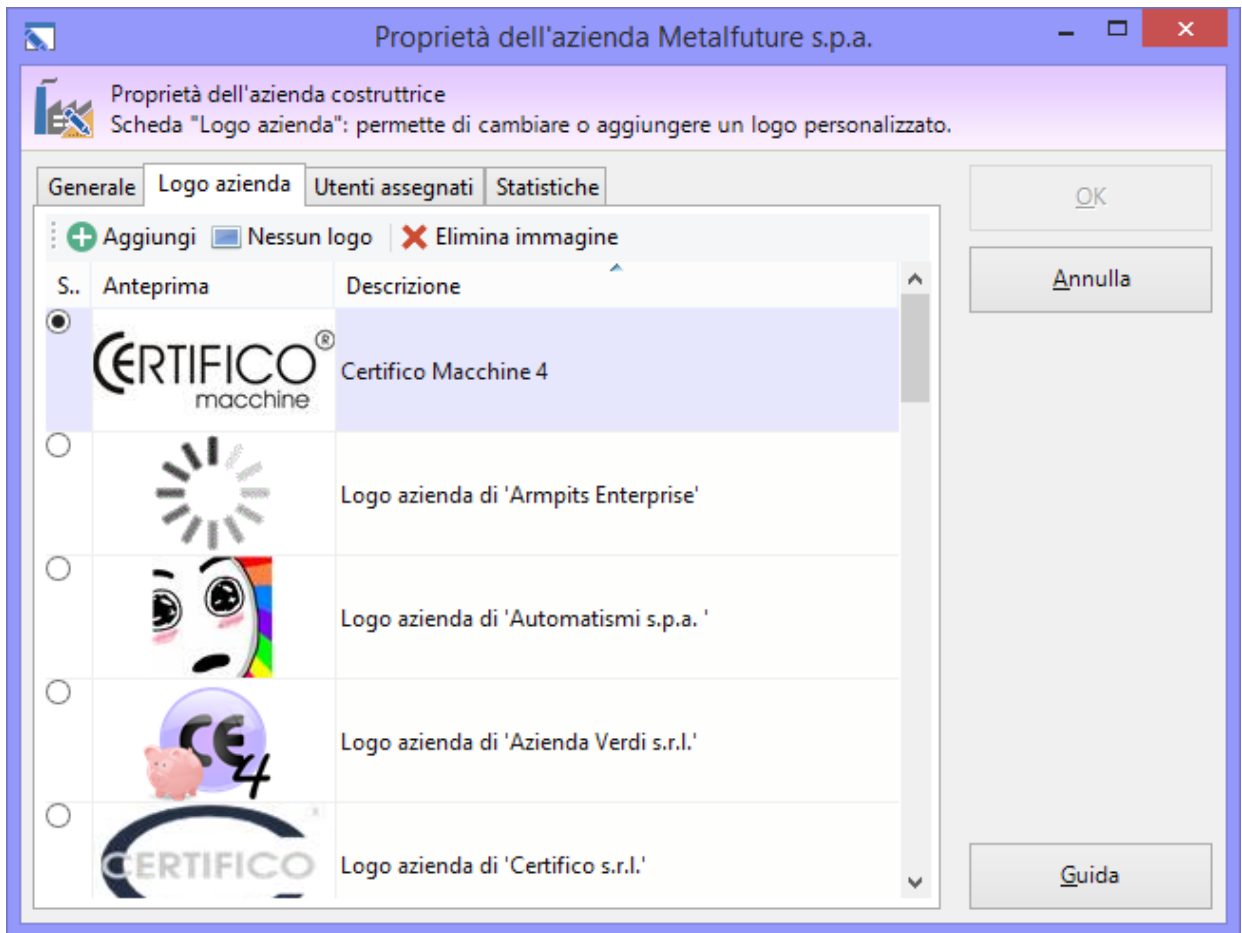 Proprietà dell'azienda Metalfuture s.p.a.
Proprietà dell'azienda costruttrice
Scheda "Logo azienda": permette di cambiare o aggiungere un logo personalizzato.
Generale Logo azienda Utenti assegnati Statistiche
OK
Aggiungi Nessun logo Elimina immagine
Annulla
S.. Anteprima Descrizione
CERTIFICO®
macchine
Certifico Macchine 4
Logo azienda di 'Armpits Enterprise'
Logo azienda di 'Automatismi s.p.a. '
CE
4
Logo azienda di 'Azienda Verdi s.r.l.'
CERTIFICO ®
Logo azienda di 'Certifico s.r.l.'
Guida